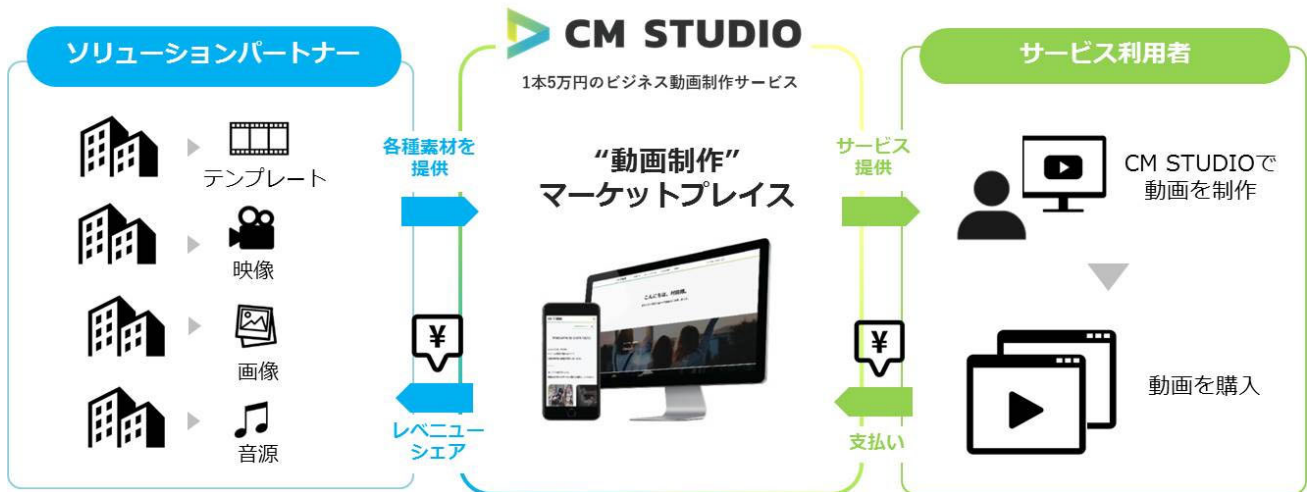 ソリューションパートナー
テンプレート
映像
画像
音源
各種素材を
提供
¥
レベニュー
シェア
CM STUDIO
1本5万円のビジネス動画制作サービス
“動画制作”
マーケットプレイス
サービス
提供
¥
支払い
サービス利用者
CM STUDIOで
動画を制作
動画を購入